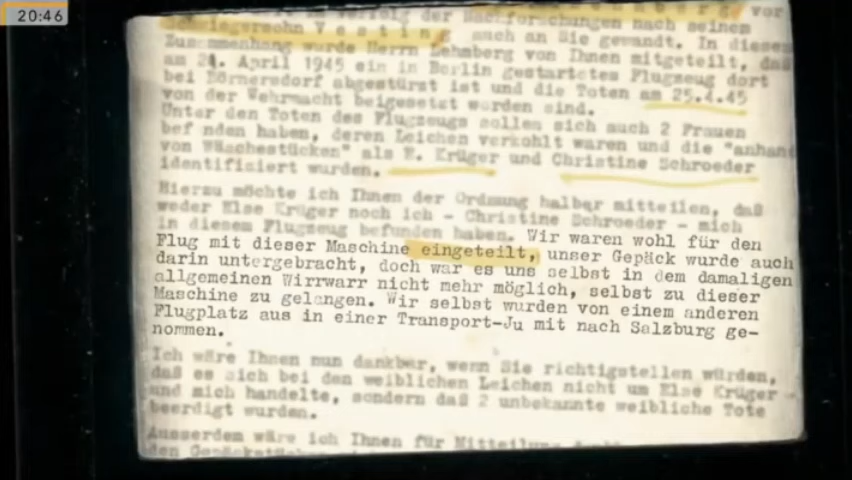 20:46
Verfolg der Nachforschungen nach seinem
Schwiegersohn Vesting auch an Sie gewandt. In diesem
Zusammenhang wurde Herrn Lehmberg von Ihnen mitgeteilt, daß
am 21. April 1945 ein in Berlin gestartetes Flugzeug dort
bei Börnersdorf abgestürzt ist und die Toten am 25.4.45
von der Wehrmacht beigesetzt worden sind.
Unter den Toten des Flugzeugs sollen sich auch 2 Frauen
bef nden haben, deren Leichen verkohlt waren und die "anhand
von Wäschestücken" als E. Krüger und Christine Schroeder
identifiziert wurden.
Hierzu möchte ich Ihnen der Ordnung halber mitteilen, daß
weder Else Krüger noch ich - Christine Schroeder - mich
in diesem Flugzeug befunden haben. Wir waren wohl für den
Flug mit dieser Maschine eingeteilt, unser Gepäck wurde auch
darin untergebracht, doch war es uns selbst in dem damaligen
allgemeinen Wirrwarr nicht mehr möglich, selbst zu dieser
Maschine zu gelangen. Wir selbst wurden von einem anderen
Flugplatz aus in einer Transport-Ju mit nach Salzburg ge-
nommen.
Ich wäre Ihnen nun dankbar, wenn Sie richtigstellen würden,
daß es sich bei den weiblichen Leichen nicht um Else Krüger
und mich handelte, sondern daß 2 unbekannte weibliche Tote
beerdigt wurden.
Ausserdem wäre ich Ihnen für Mitteilung
den